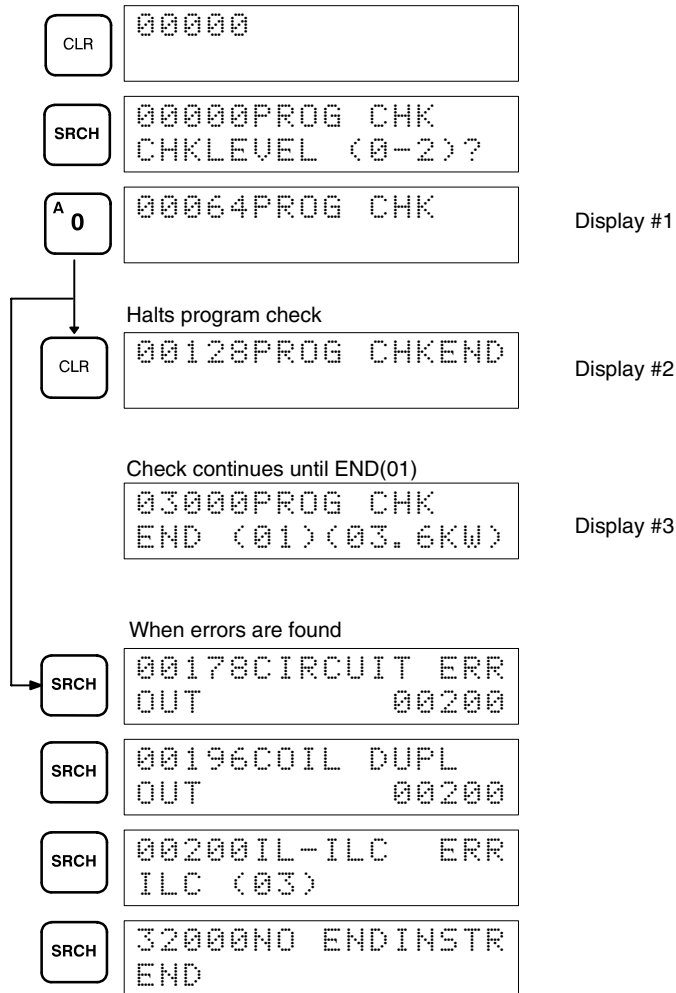 CLR
00000
SRCH
00000PROG CHK
CHKLEVEL (0-2)?
A 0
00064PROG CHK
Display #1
Halts program check
CLR
00128PROG CHKEND
Display #2
Check continues until END(01)
03000PROG CHK
END (01)(03.6KW)
Display #3
When errors are found
SRCH
00178CIRCUIT ERR
OUT 00200
SRCH
00196COIL DUPL
OUT 00200
SRCH
00200IL-ILC ERR
ILC (03)
SRCH
32000NO ENDINSTR
END